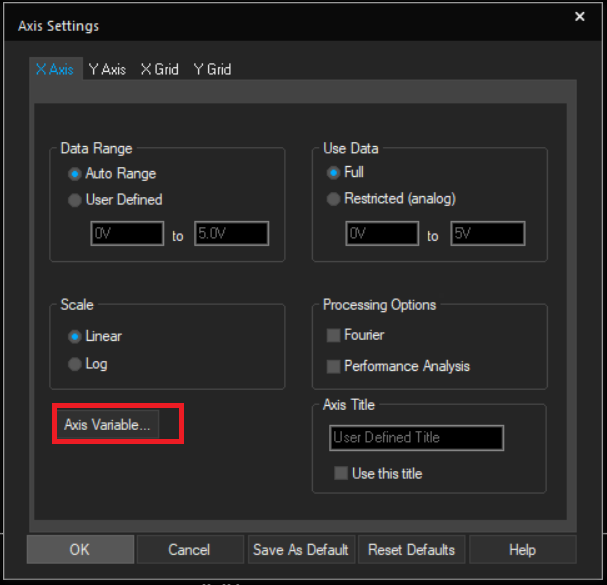 Axis Settings
X Axis Y Axis X Grid Y Grid
Data Range
Auto Range
User Defined
0V to 5.0V
Use Data
Full
Restricted (analog)
0V to 5V
Scale
Linear
Log
Processing Options
Fourier
Performance Analysis
Axis Variable...
Axis Title
User Defined Title
Use this title
OK Cancel Save As Default Reset Defaults Help